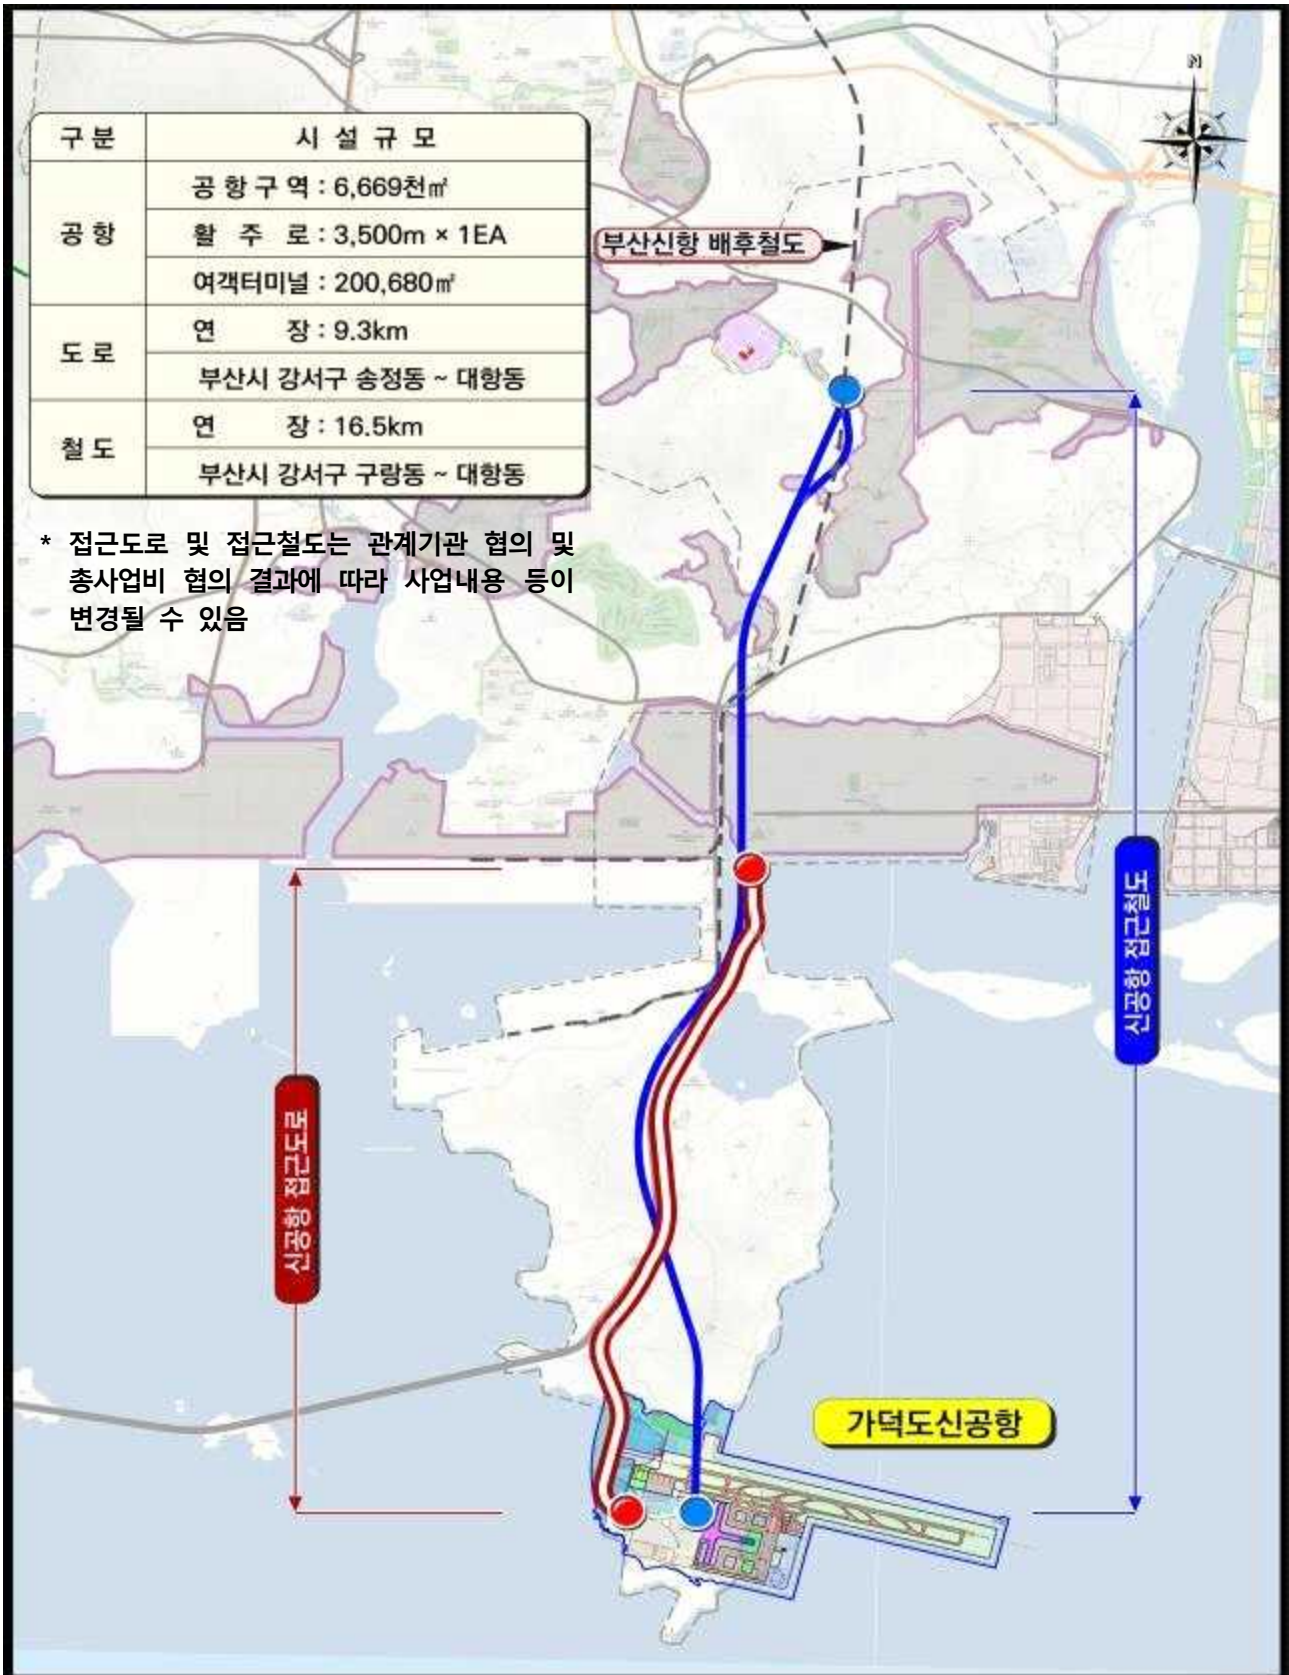 N
구분 시설규모
공항 공항구역 : 6,669천㎡
활주로 : 3,500m × 1EA
여객터미널 : 200,680㎡
도로 연장 : 9.3km
부산시 강서구 송정동 ~ 대항동
철도 연장 : 16.5km
부산시 강서구 구랑동 ~ 대항동
* 접근도로 및 접근철도는 관계기관 협의 및
총사업비 협의 결과에 따라 사업내용 등이
변경될 수 있음
부산신항 배후철도
신공항 접근철도
신공항 접근도로
가덕도신공항